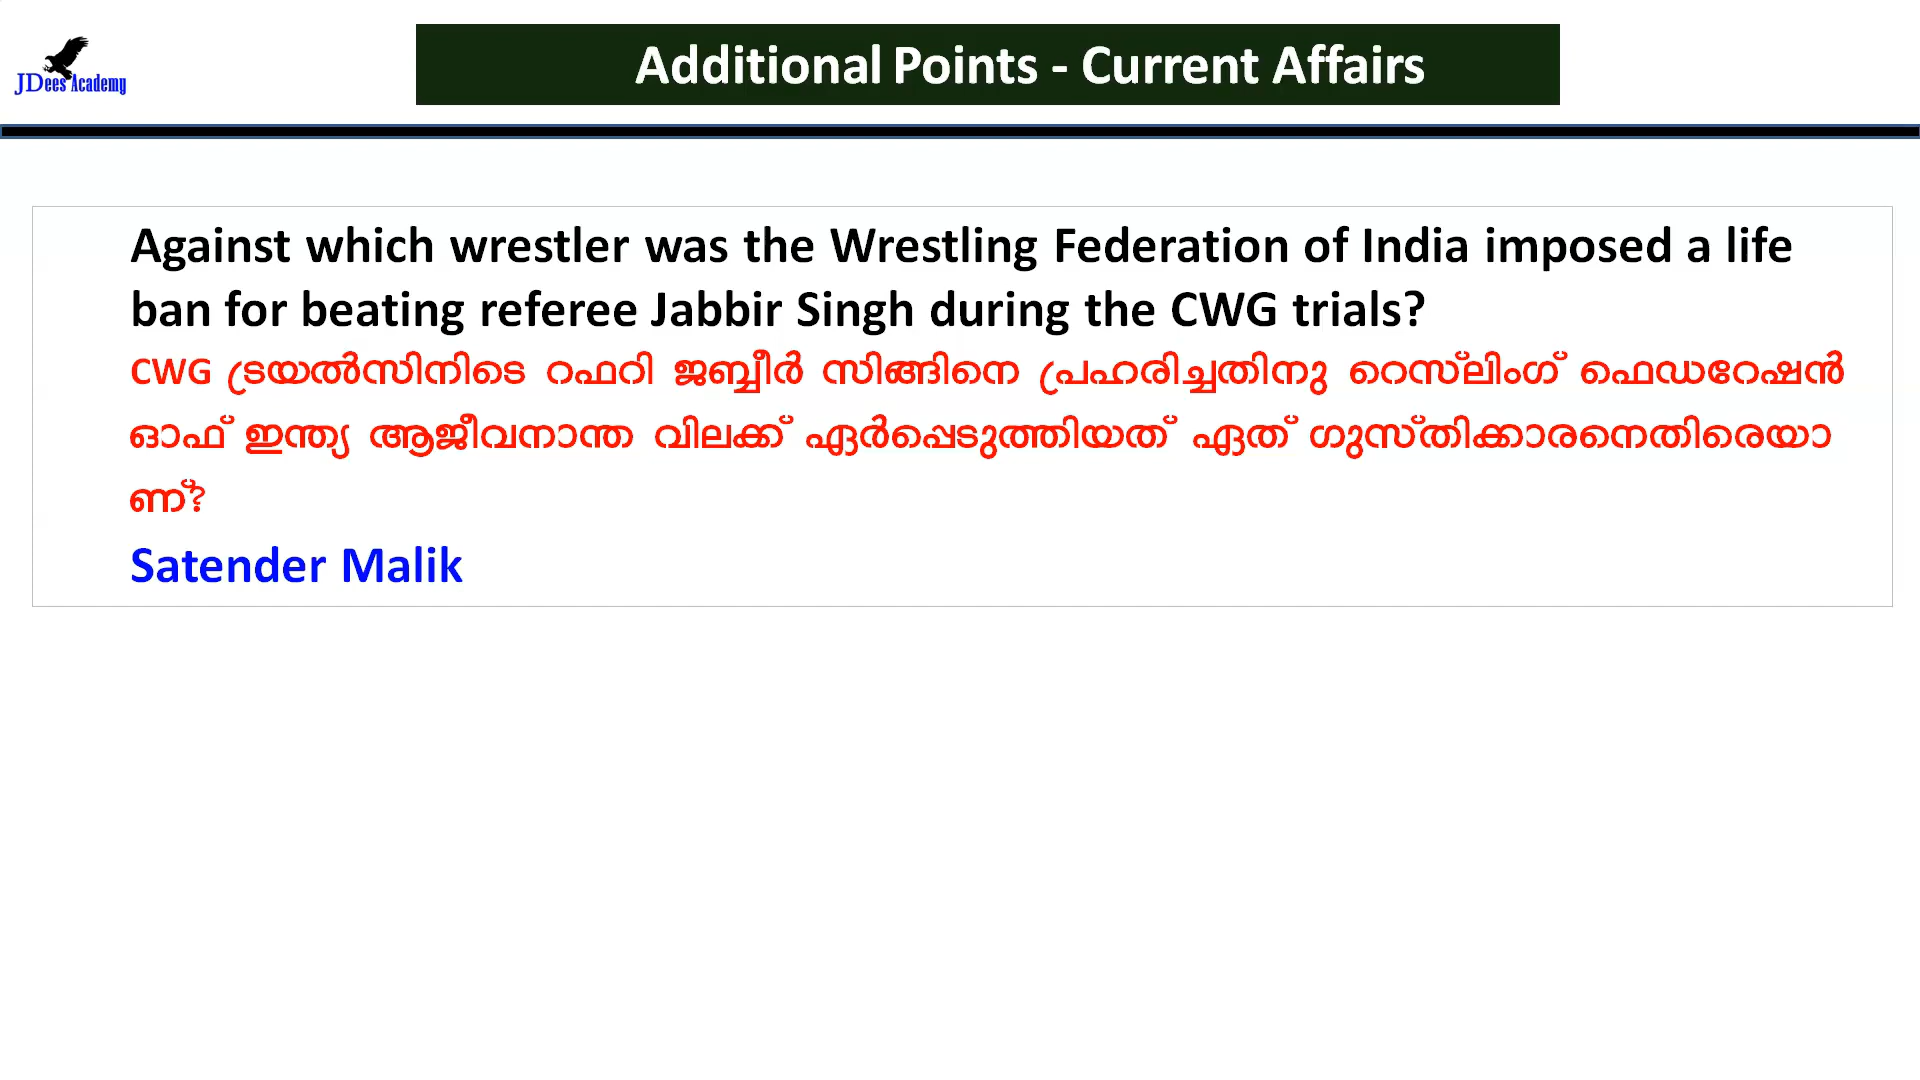 JDees Academy
Additional Points - Current Affairs
Against which wrestler was the Wrestling Federation of India imposed a life
ban for beating referee Jabbir Singh during the CWG trials?
CWG ട്രയൽസിനിടെ റഫറി ജബ്ബീർ സിങ്ങിനെ പ്രഹരിച്ചതിനു റെസ്‌ലിംഗ് ഫെഡറേഷൻ
ഓഫ് ഇന്ത്യ ആജീവനാന്ത വിലക്ക് ഏർപ്പെടുത്തിയത് ഏത് ഗുസ്തിക്കാരനെതിരെയാ
ണ്?
Satender Malik